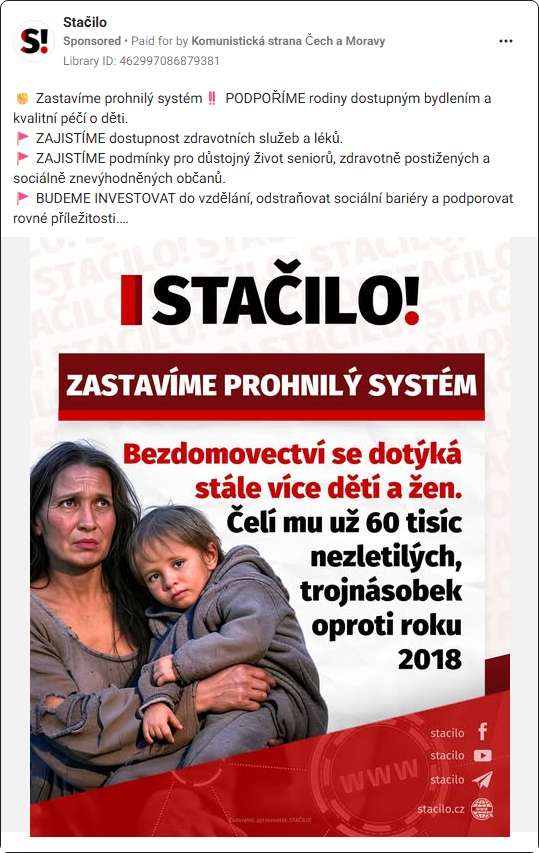 Stačilo
S!
Sponsored • Paid for by Komunistická strana Čech a Moravy
Library ID: 462997086879381
✊ Zastavíme prohnilý systém ‼️ PODPOŘÍME rodiny dostupným bydlením a
kvalitní péčí o děti.
🚩 ZAJISTÍME dostupnost zdravotních služeb a léků.
🚩 ZAJISTÍME podmínky pro důstojný život seniorů, zdravotně postižených a
sociálně znevýhodněných občanů.
🚩 BUDEME INVESTOVAT do vzdělání, odstraňovat sociální bariéry a podporovat
rovné příležitosti....
STAČILO!
ZASTAVÍME PROHNILÝ SYSTÉM
Bezdomovectví se dotýká
stále více dětí a žen.
Čelí mu už 60 tisíc
nezletilých,
trojnásobek
oproti roku
2018
stacilo
stacilo
stacilo
stacilo.cz
www
Zadavatel, zpracovatel: STAČILO!